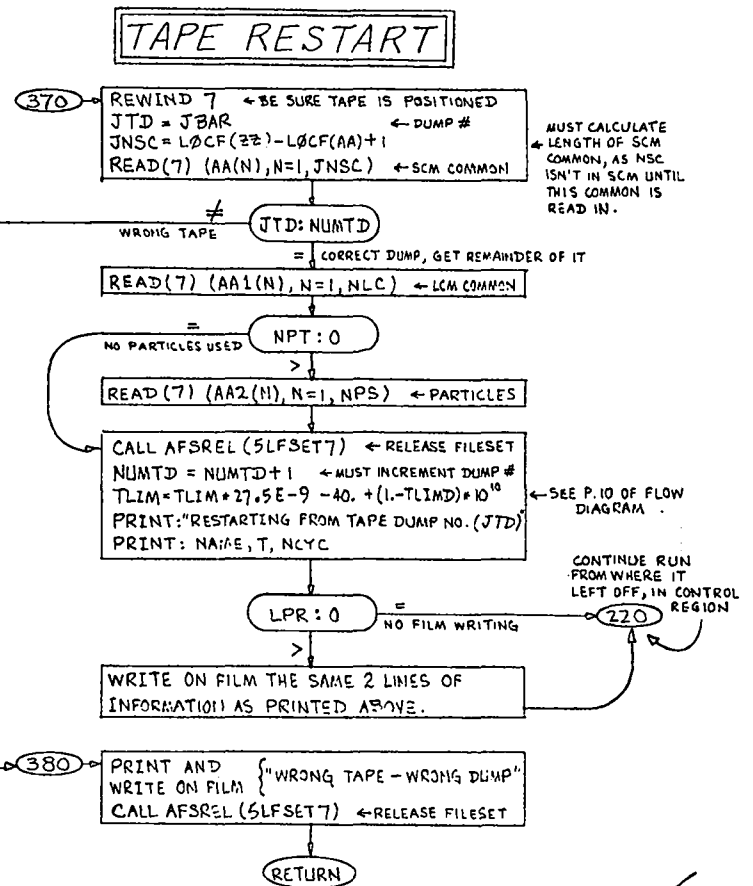 TAPE RESTART
370
REWIND 7 ← BE SURE TAPE IS POSITIONED
JTD = JBAR ← DUMP #
JNSC = LØCF(ZZ)-LØCF(AA)+1
READ(7) (AA(N), N=1, JNSC) ← SCM COMMON
← MUST CALCULATE
LENGTH OF SCM
COMMON, AS NSC
ISN'T IN SCM UNTIL
THIS COMMON IS
READ IN.
JTD: NUMTD
≠
WRONG TAPE
= CORRECT DUMP, GET REMAINDER OF IT
READ(7) (AA1(N), N=1, NLC) ← LCM COMMON
NPT: 0
=
NO PARTICLES USED
>
READ(7) (AA2(N), N=1, NPS) ← PARTICLES
CALL AFSREL (5LFSET7) ← RELEASE FILESET
NUMTD = NUMTD+1 ← MUST INCREMENT DUMP #
TLIM=TLIM*27.5E-9 -40. +(1.-TLIMD)*10¹⁰
PRINT: "RESTARTING FROM TAPE DUMP NO. (JTD)"
PRINT: NAME, T, NCYC
← SEE P.10 OF FLOW
DIAGRAM.
CONTINUE RUN
FROM WHERE IT
LEFT OFF, IN CONTROL
REGION
LPR: 0
=
NO FILM WRITING
220
>
WRITE ON FILM THE SAME 2 LINES OF
INFORMATION AS PRINTED ABOVE.
380
PRINT AND
WRITE ON FILM { "WRONG TAPE - WRONG DUMP"
CALL AFSREL (5LFSET7) ← RELEASE FILESET
RETURN